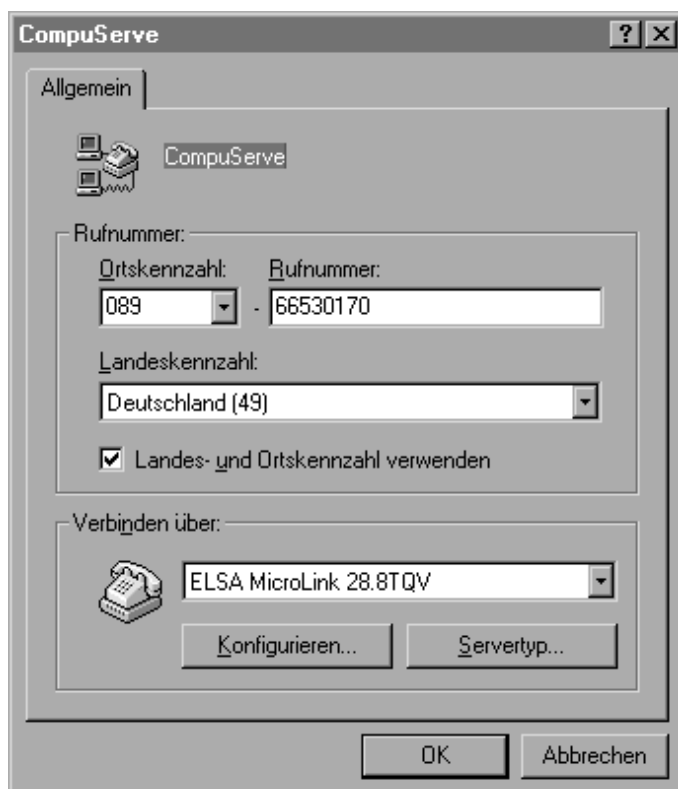 CompuServe
Allgemein
CompuServe
Rufnummer:
Ortskennzahl: Rufnummer:
089 - 66530170
Landeskennzahl:
Deutschland (49)
Landes- und Ortskennzahl verwenden
Verbinden über:
ELSA MicroLink 28.8TQV
Konfigurieren... Servertyp...
OK Abbrechen